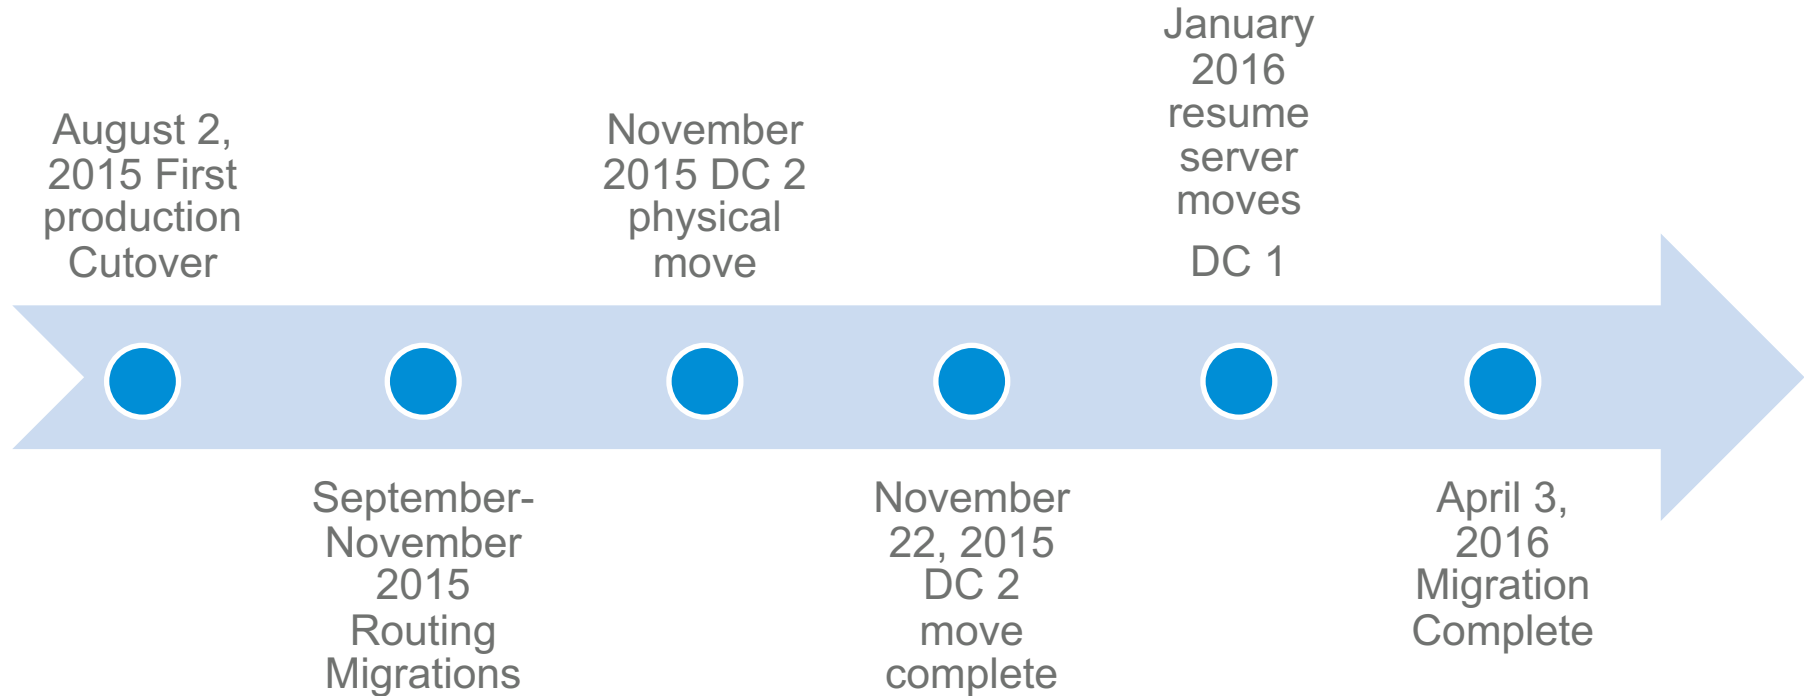 August 2,
2015 First
production
Cutover
September-
November
2015
Routing
Migrations
November
2015 DC 2
physical
move
November
22, 2015
DC 2
move
complete
January
2016
resume
server
moves
DC 1
April 3,
2016
Migration
Complete